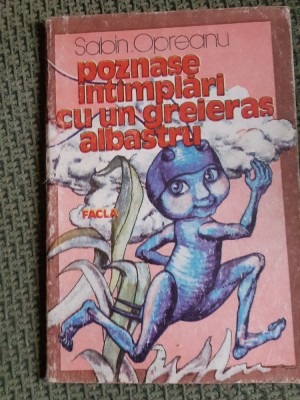 Sabin Opreanu
poznașe
întîmplări
cu un greieraș
albastru
FACLA